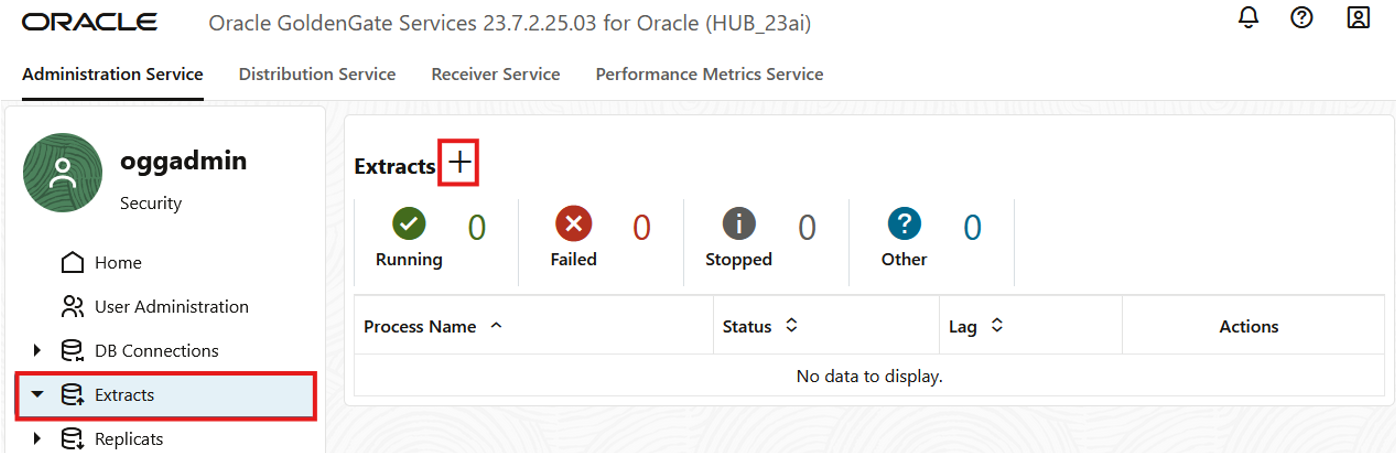 ORACLE Oracle GoldenGate Services 23.7.2.25.03 for Oracle (HUB_23ai)
Administration Service Distribution Service Receiver Service Performance Metrics Service
oggadmin
Security
Home
User Administration
DB Connections
Extracts
Replicats
Extracts
0 0 0 0
Running Failed Stopped Other
Process Name Status Lag Actions
No data to display.